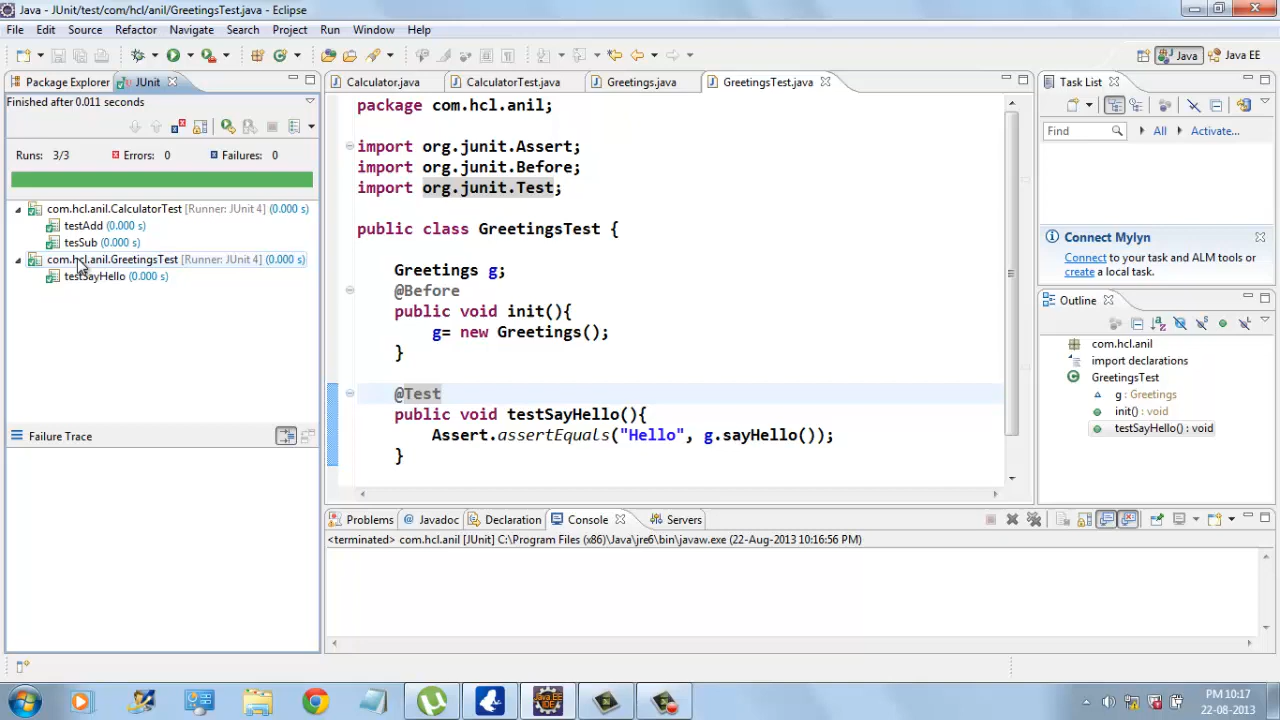 Java - JUnit/test/com/hcl/anil/GreetingsTest.java - Eclipse
File Edit Source Refactor Navigate Search Project Run Window Help
Java Java EE
Package Explorer JUnit
Finished after 0.011 seconds
Runs: 3/3 Errors: 0 Failures: 0
com.hcl.anil.CalculatorTest [Runner: JUnit 4] (0.000 s)
testAdd (0.000 s)
tesSub (0.000 s)
com.hcl.anil.GreetingsTest [Runner: JUnit 4] (0.000 s)
testSayHello (0.000 s)
Failure Trace
Calculator.java CalculatorTest.java Greetings.java GreetingsTest.java
package com.hcl.anil;
import org.junit.Assert;
import org.junit.Before;
import org.junit.Test;
public class GreetingsTest {
Greetings g;
@Before
public void init(){
g= new Greetings();
}
@Test
public void testSayHello(){
Assert.assertEquals("Hello", g.sayHello());
}
Task List
Find All Activate...
Connect Mylyn
Connect to your task and ALM tools or
create a local task.
Outline
com.hcl.anil
import declarations
GreetingsTest
g : Greetings
init() : void
testSayHello() : void
Problems @ Javadoc Declaration Console Servers
<terminated> com.hcl.anil [JUnit] C:\Program Files (x86)\Java\jre6\bin\javaw.exe (22-Aug-2013 10:16:56 PM)
PM 10:17
22-08-2013